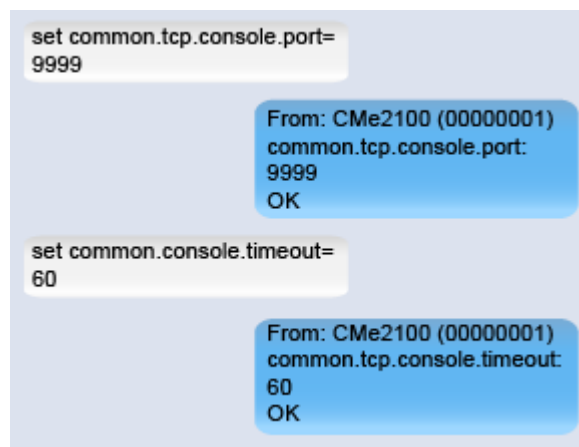 set common.tcp.console.port=
9999
From: CMe2100 (00000001)
common.tcp.console.port:
9999
OK
set common.console.timeout=
60
From: CMe2100 (00000001)
common.tcp.console.timeout:
60
OK